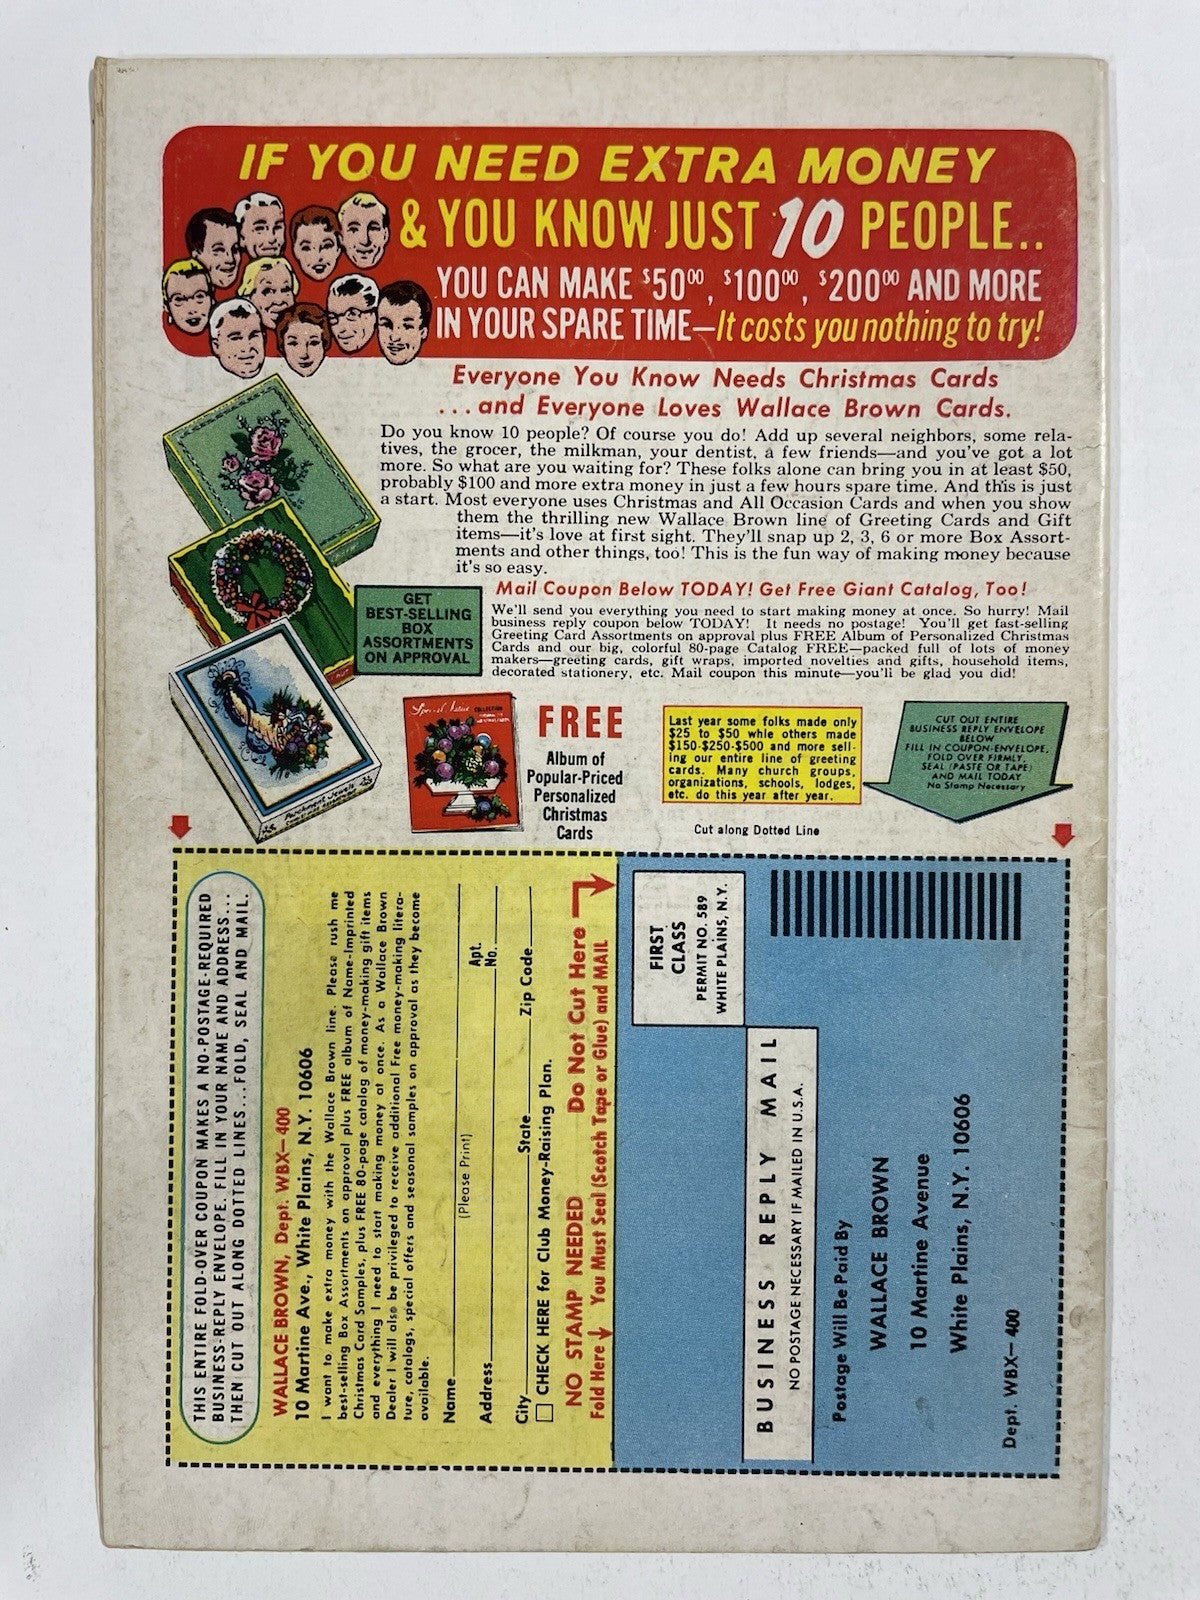 IF YOU NEED EXTRA MONEY
& YOU KNOW JUST 10 PEOPLE..
YOU CAN MAKE $50⁰⁰, $100⁰⁰, $200⁰⁰ AND MORE
IN YOUR SPARE TIME—It costs you nothing to try!
Everyone You Know Needs Christmas Cards
...and Everyone Loves Wallace Brown Cards.
Do you know 10 people? Of course you do! Add up several neighbors, some rela-
tives, the grocer, the milkman, your dentist, a few friends—and you've got a lot
more. So what are you waiting for? These folks alone can bring you in at least $50,
probably $100 and more extra money in just a few hours spare time. And this is just
a start. Most everyone uses Christmas and All Occasion Cards and when you show
them the thrilling new Wallace Brown line of Greeting Cards and Gift
items—it's love at first sight. They'll snap up 2, 3, 6 or more Box Assort-
ments and other things, too! This is the fun way of making money because
it's so easy.
Mail Coupon Below TODAY! Get Free Giant Catalog, Too!
We'll send you everything you need to start making money at once. So hurry! Mail
business reply coupon below TODAY! It needs no postage! You'll get fast-selling
Greeting Card Assortments on approval plus FREE Album of Personalized Christmas
Cards and our big, colorful 80-page Catalog FREE—packed full of lots of money
makers—greeting cards, gift wraps, imported novelties and gifts, household items,
decorated stationery, etc. Mail coupon this minute—you'll be glad you did!
GET
BEST-SELLING
BOX
ASSORTMENTS
ON APPROVAL
Parchment Jewels
Special Issue COLLECTION
FREE
Album of
Popular-Priced
Personalized
Christmas
Cards
Last year some folks made only
$25 to $50 whle others made
$150-$250-$500 and more sell-
ing our entire line of greeting
cards. Many church groups,
organizations, schools, lodges,
etc. do this year after year.
CUT OUT ENTIRE
BUSINESS REPLY ENVELOPE
BELOW
FILL IN COUPON-ENVELOPE,
FOLD OVER FIRMLY,
SEAL (PASTE OR TAPE)
AND MAIL TODAY
No Stamp Necessary
Cut along Dotted Line
THIS ENTIRE FOLD-OVER COUPON MAKES A NO-POSTAGE-REQUIRED
BUSINESS-REPLY ENVELOPE. FILL IN YOUR NAME AND ADDRESS...
THEN CUT OUT ALONG DOTTED LINES...FOLD, SEAL AND MAIL.
WALLACE BROWN, Dept. WBX—400
10 Martine Ave., White Plains, N.Y. 10606
I want to make extra money with the Wallace Brown line. Please rush me
best-selling Box Assortments on approval plus FREE album of Name-Imprinted
Christmas Card Samples, plus FREE 80-page catalog of money-making gift items
and everything I need to start making money at once. As a Wallace Brown
Dealer I will also be privileged to receive additional Free money-making litera-
ture, catalogs, special offers and seasonal samples on approval as they become
available.
Name
(Please Print)
Address Apt. No.
City State Zip Code
CHECK HERE for Club Money-Raising Plan.
NO STAMP NEEDED Do Not Cut Here
Fold Here You Must Seal (Scotch Tape or Glue) and MAIL
FIRST
CLASS
PERMIT NO. 589
WHITE PLAINS, N.Y.
BUSINESS REPLY MAIL
NO POSTAGE NECESSARY IF MAILED IN U.S.A.
Postage Will Be Paid By
WALLACE BROWN
10 Martine Avenue
White Plains, N.Y. 10606
Dept. WBX—400